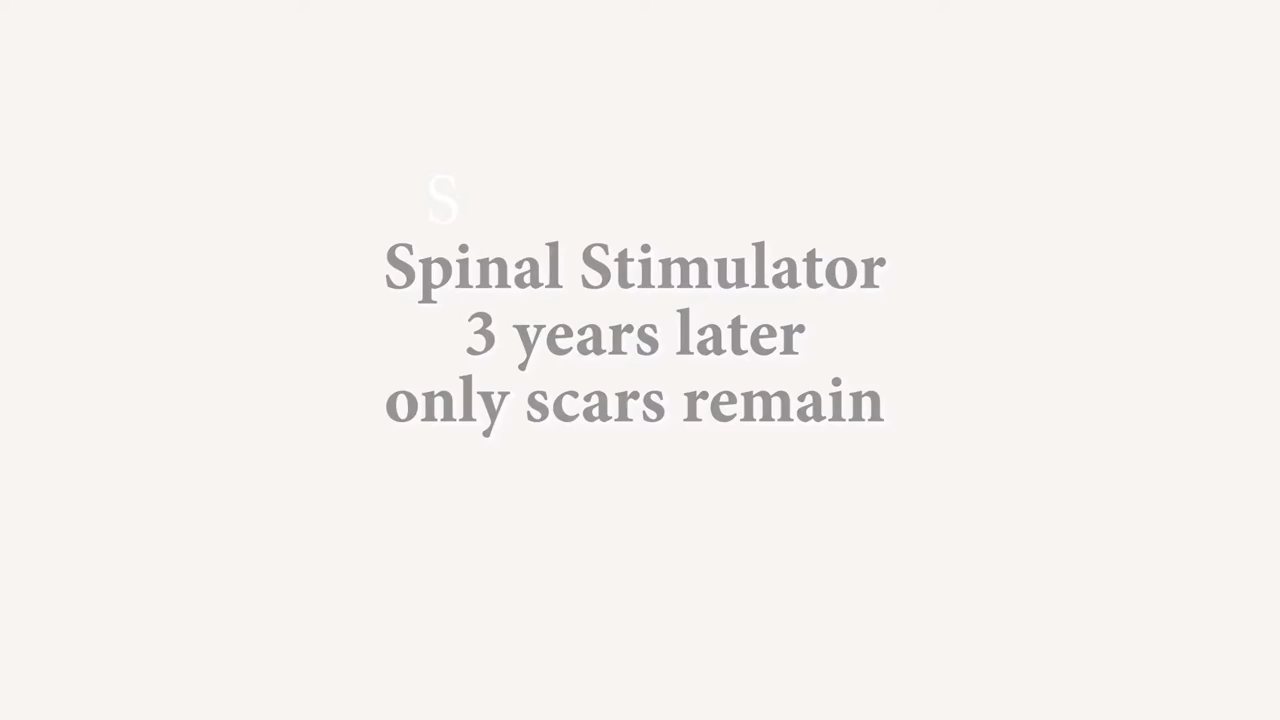 S
Spinal Stimulator
3 years later
only scars remain